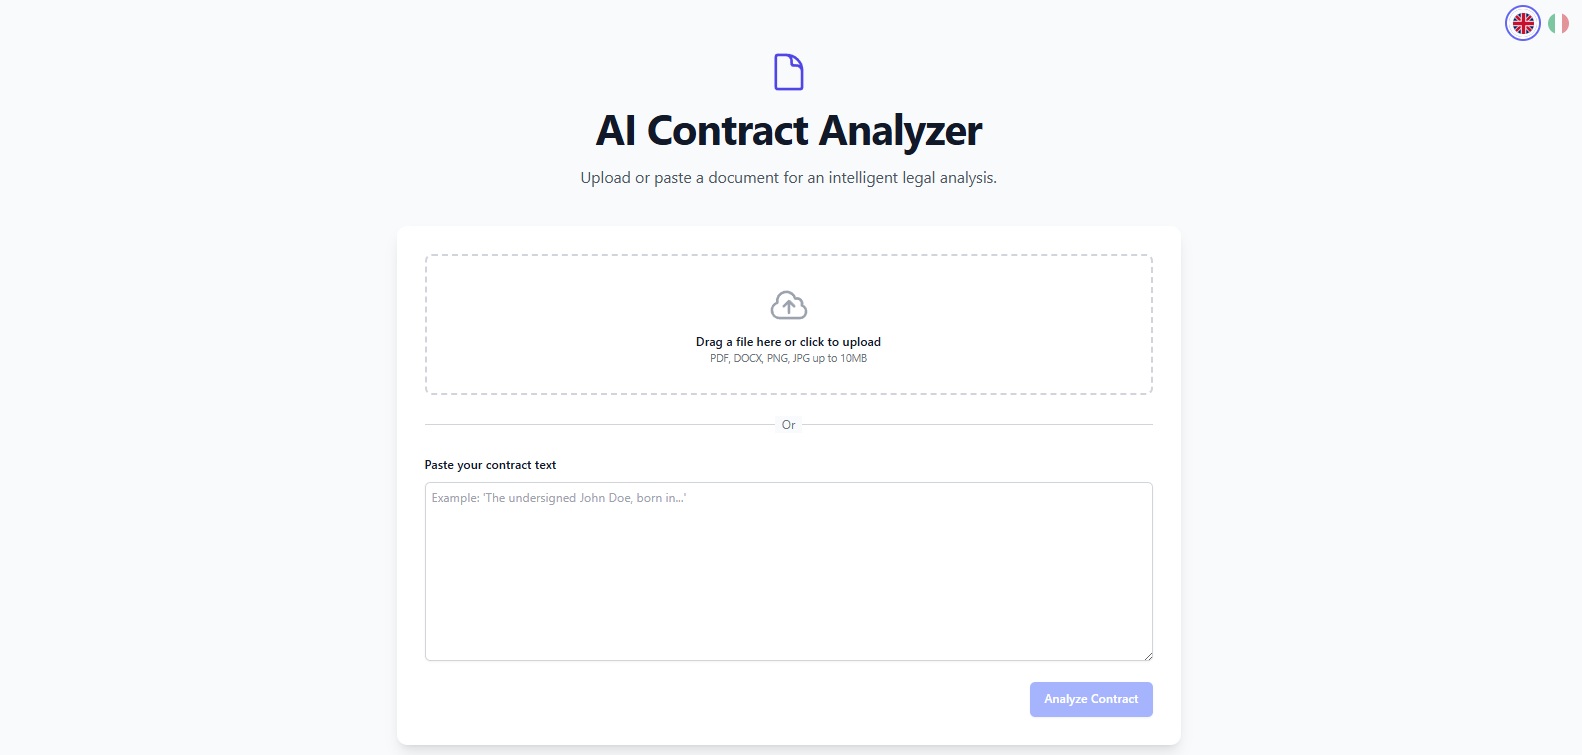 AI Contract Analyzer
Upload or paste a document for an intelligent legal analysis.
Drag a file here or click to upload
PDF, DOCX, PNG, JPG up to 10MB
Or
Paste your contract text
Example: 'The undersigned John Doe, born in...'
Analyze Contract